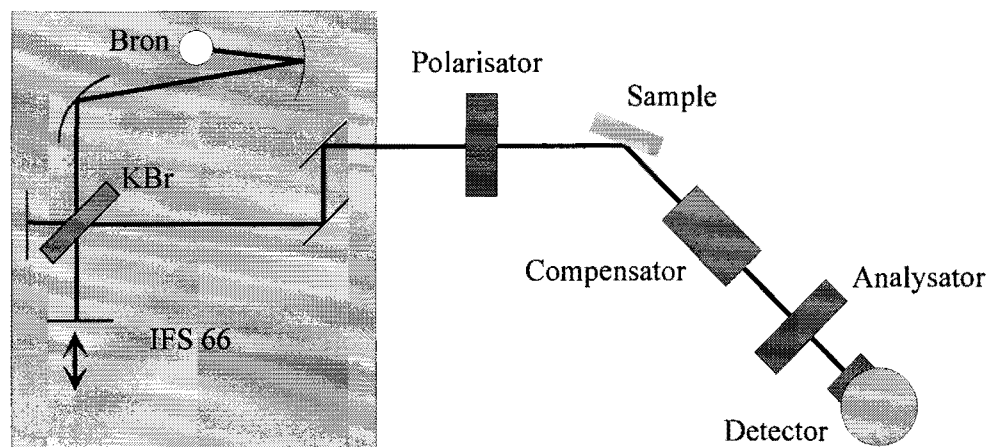 Bron
Polarisator
Sample
KBr
Compensator
Analysator
IFS 66
Detector